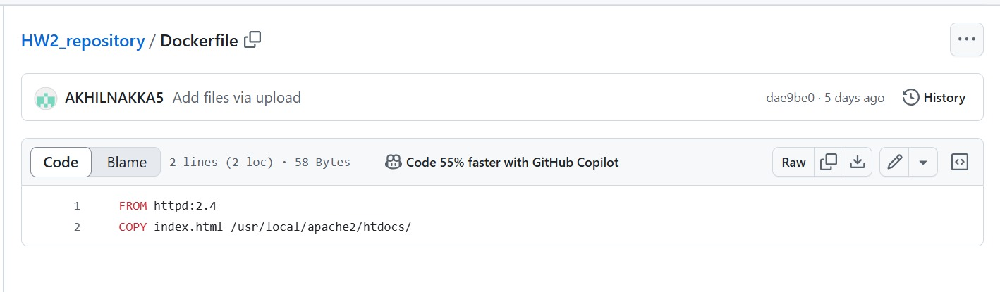 HW2_repository / Dockerfile
AKHILNAKKA5 Add files via upload dae9be0 · 5 days ago History
Code Blame 2 lines (2 loc) · 58 Bytes Code 55% faster with GitHub Copilot Raw
1 FROM httpd:2.4
2 COPY index.html /usr/local/apache2/htdocs/